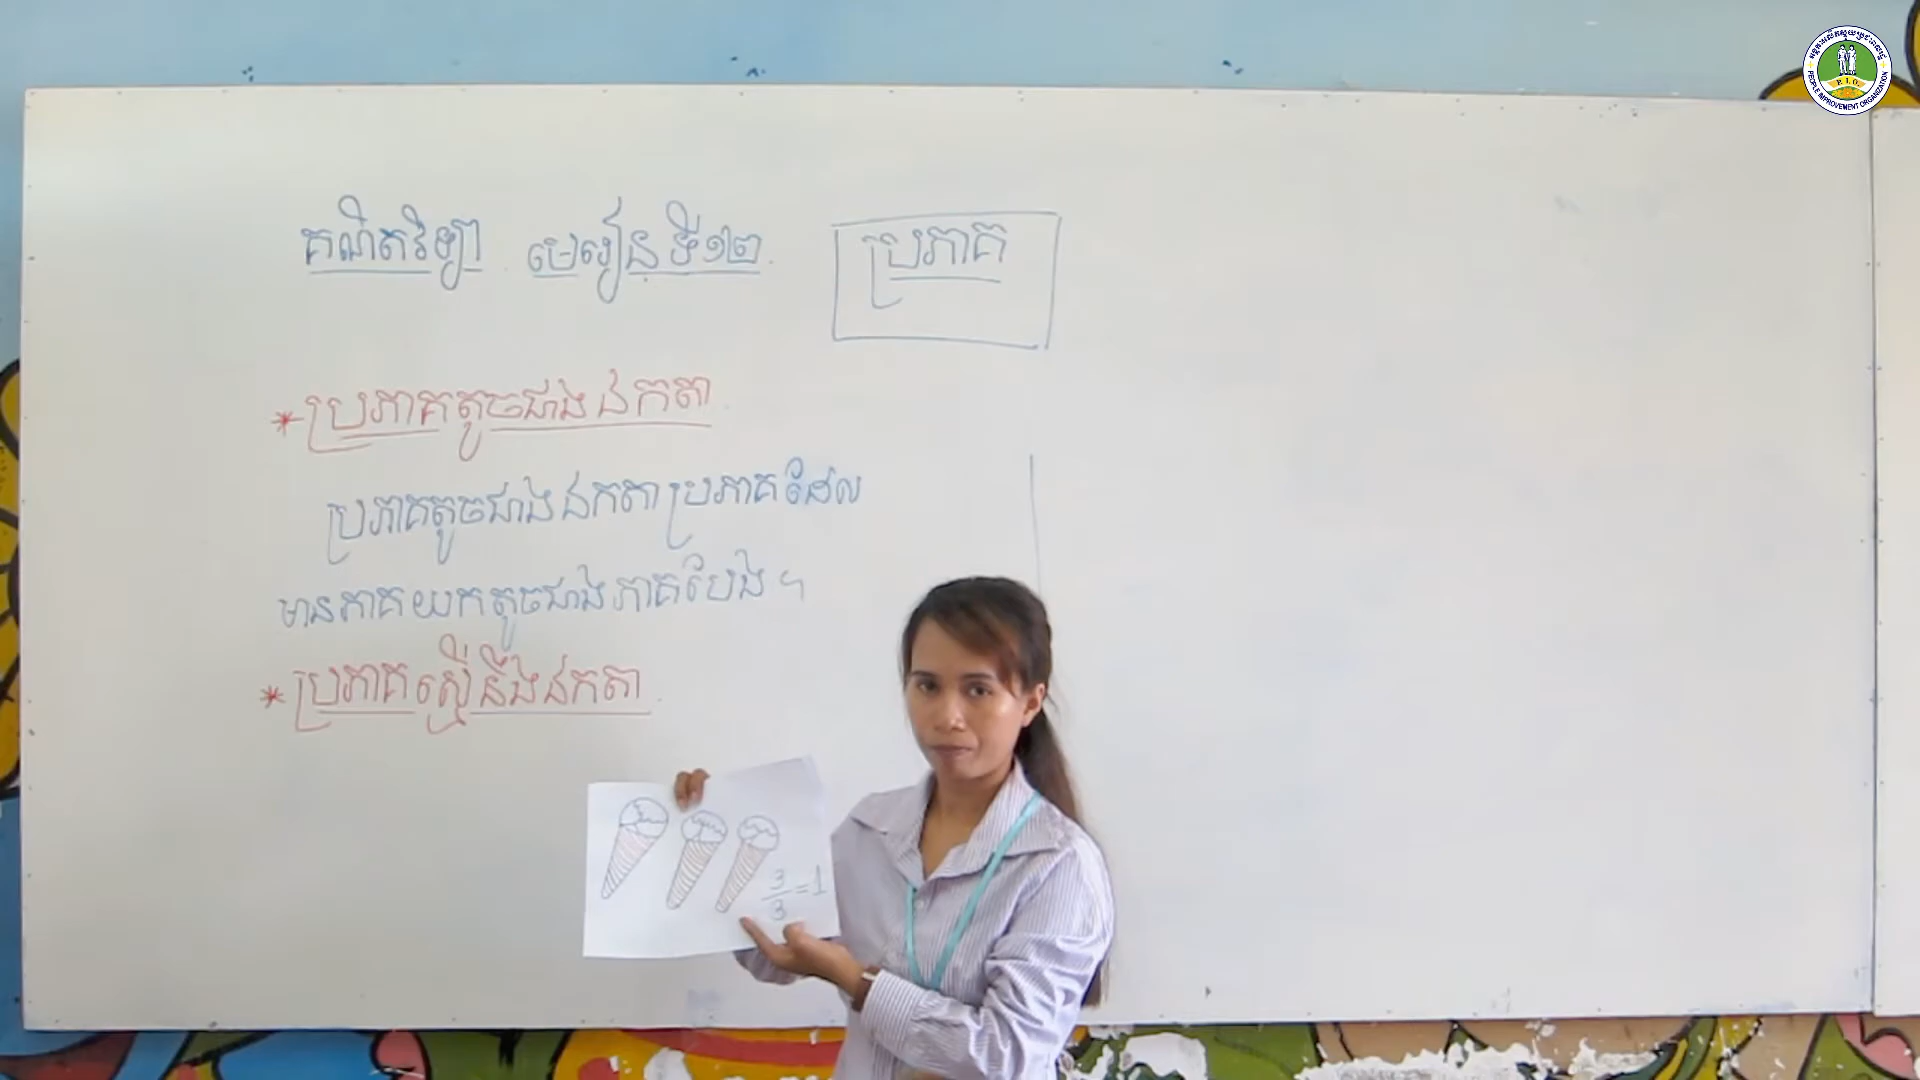 គណិតវិទ្យា មេរៀនទី១២ ប្រភាគ
* ប្រភាគតូចជាងឯកតា
ប្រភាគតូចជាងឯកតាប្រភាគដែល
មានភាគយកតូចជាងភាគបែង ។
* ប្រភាគស្មើនឹងឯកតា
3/3 = 1
P.I.O
PEOPLE IMPROVEMENT ORGANIZATION